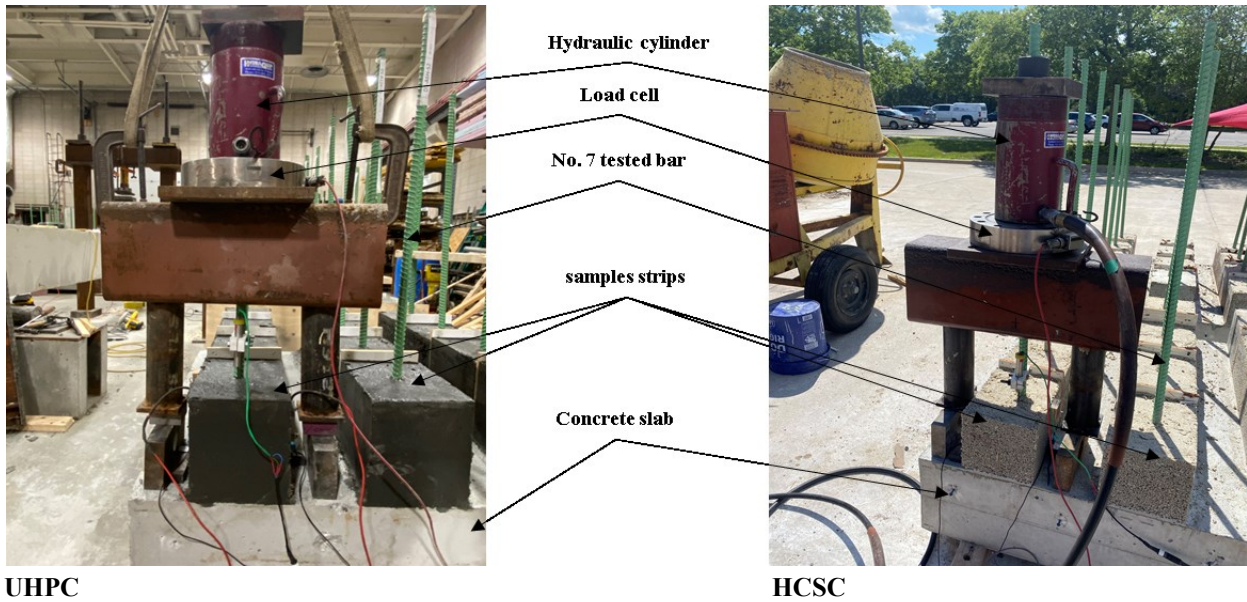 Hydraulic cylinder
Load cell
No. 7 tested bar
samples strips
Concrete slab
UHPC
HCSC